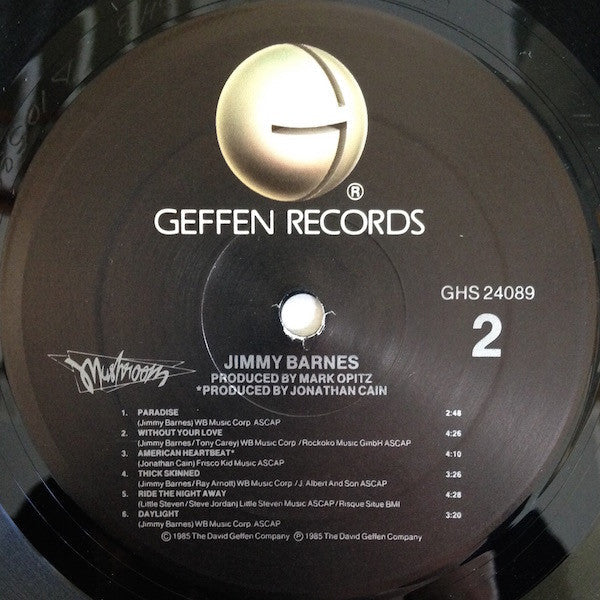 ®
GEFFEN RECORDS
GHS 24089
2
Mushroom
JIMMY BARNES
PRODUCED BY MARK OPITZ
*PRODUCED BY JONATHAN CAIN
1. PARADISE 2:48
(Jimmy Barnes) WB Music Corp. ASCAP
2. WITHOUT YOUR LOVE 4:26
(Jimmy Barnes/Tony Carey) WB Music Corp. /Rockoko Music GmbH ASCAP
3. AMERICAN HEARTBEAT* 4:10
(Jonathan Cain) Frisco Kid Music ASCAP
4. THICK SKINNED 3:26
(Jimmy Barnes/Ray Arnott) WB Music Corp. /J. Albert And Son ASCAP
5. RIDE THE NIGHT AWAY 4:28
(Little Steven/Steve Jordan) Little Steven Music ASCAP/Risque Situe BMI
6. DAYLIGHT 3:20
(Jimmy Barnes) WB Music Corp. ASCAP
Ⓒ1985 The David Geffen Company Ⓟ1985 The David Geffen Company